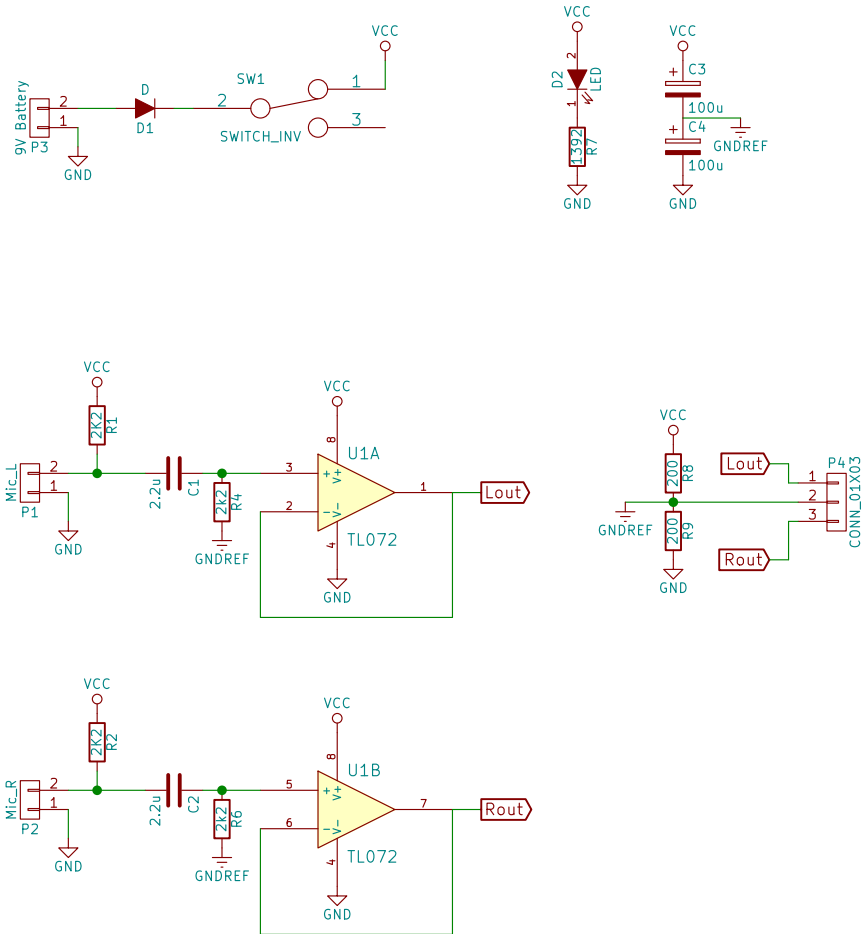 VCC
D
SW1
1
9V Battery
2
1
P3
D1
2
SWITCH_INV
3
GND
VCC
2
D2
LED
1
1392
R7
GND
VCC
+
C3
100u
+
C4
GNDREF
100u
GND
VCC
2K2
R1
Mic_L
2
1
P1
GND
2.2u
C1
2k2
R4
GNDREF
VCC
8
U1A
3
+
V+
2
-
V-
1
4
TL072
GND
Lout
VCC
200
R8
GNDREF
200
R9
GND
Lout
Rout
P4
1
2
3
CONN_01X03
VCC
2K2
R2
Mic_R
2
1
P2
GND
2.2u
C2
2k2
R6
GNDREF
VCC
8
U1B
5
+
V+
6
-
V-
7
4
TL072
GND
Rout